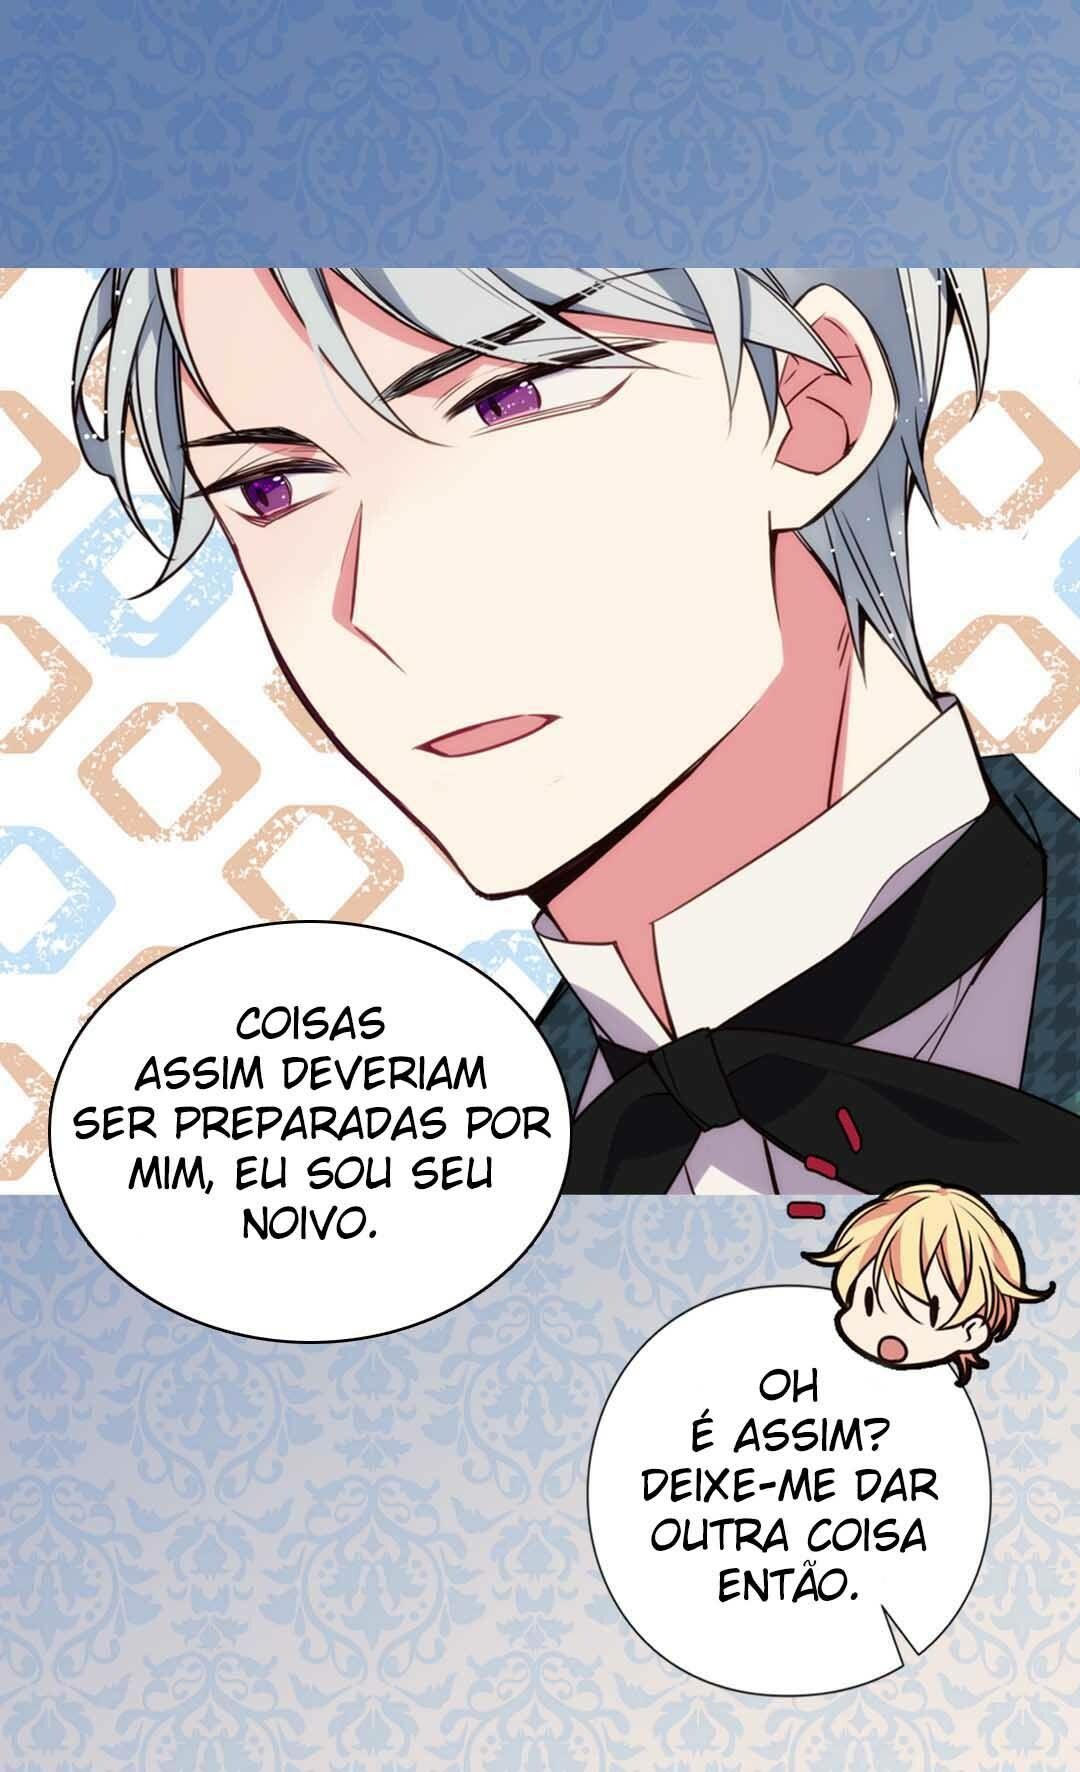 COISAS
ASSIM DEVERIAM
SER PREPARADAS POR
MIM, EU SOU SEU
NOIVO.
OH
É ASSIM?
DEIXE-ME DAR
OUTRA COISA
ENTÃO.